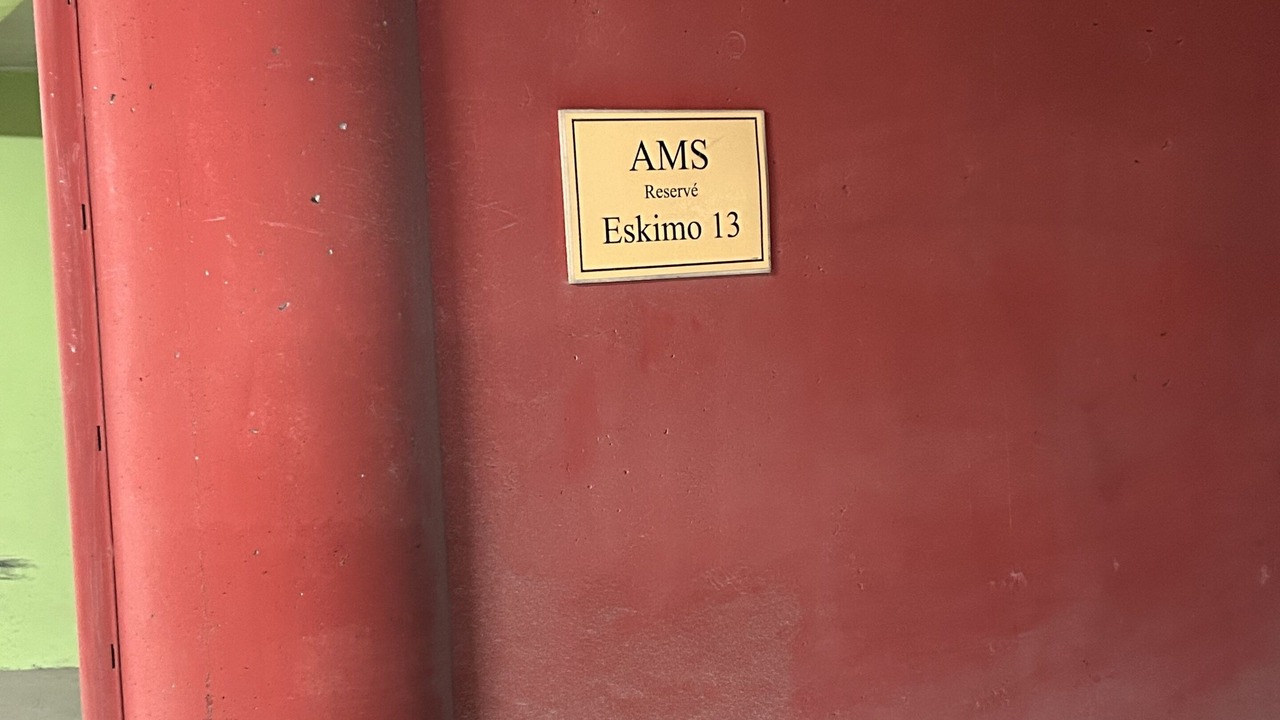 AMS
Reservé
Eskimo 13